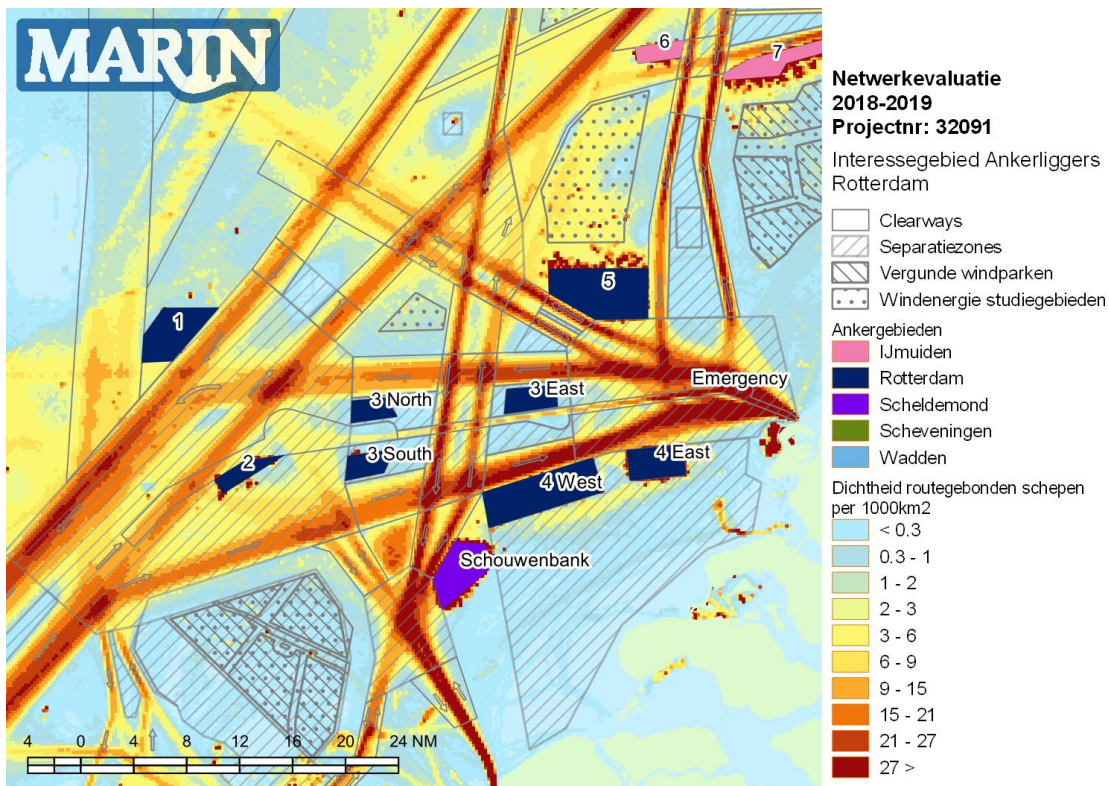 MARIN
6
7
1
5
Emergency
3 East
3 North
3 South
2
4 East
4 West
Schouwenbank
4 0 4 8 12 16 20 24 NM
Netwerkevaluatie
2018-2019
Projectnr: 32091
Interessegebied Ankerliggers
Rotterdam
Clearways
Separatiezones
Vergunde windparken
Windenergie studiegebieden
Ankergebieden
IJmuiden
Rotterdam
Scheldemond
Scheveningen
Wadden
Dichtheid routegebonden schepen
per 1000km2
< 0.3
0.3 - 1
1 - 2
2 - 3
3 - 6
6 - 9
9 - 15
15 - 21
21 - 27
27 >